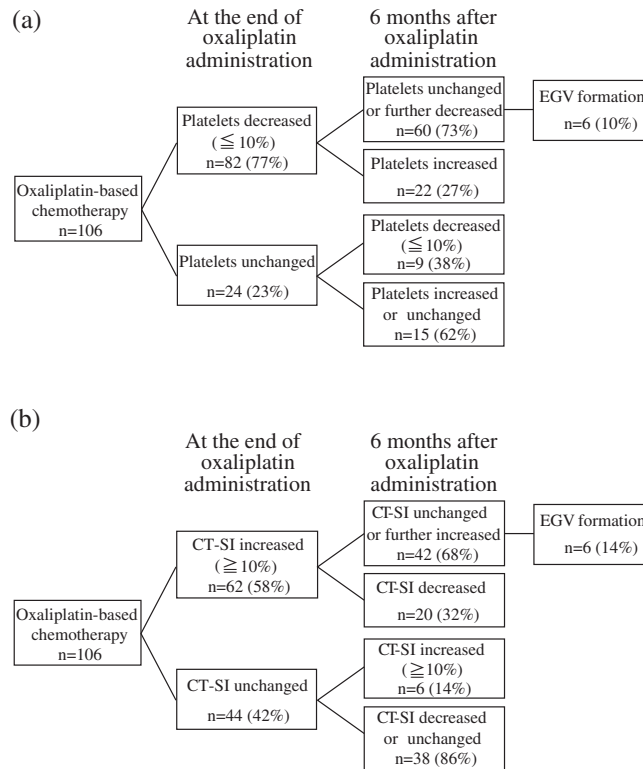 (a)
At the end of
oxaliplatin
administration
6 months after
oxaliplatin
administration
Oxaliplatin-based
chemotherapy
n=106
Platelets decreased
(≦10%)
n=82 (77%)
Platelets unchanged
n=24 (23%)
Platelets unchanged
or further decreased
n=60 (73%)
Platelets increased
n=22 (27%)
Platelets decreased
(≦10%)
n=9 (38%)
Platelets increased
or unchanged
n=15 (62%)
EGV formation
n=6 (10%)
(b)
At the end of
oxaliplatin
administration
6 months after
oxaliplatin
administration
Oxaliplatin-based
chemotherapy
n=106
CT-SI increased
(≧10%)
n=62 (58%)
CT-SI unchanged
n=44 (42%)
CT-SI unchanged
or further increased
n=42 (68%)
CT-SI decreased
n=20 (32%)
CT-SI increased
(≧10%)
n=6 (14%)
CT-SI decreased
or unchanged
n=38 (86%)
EGV formation
n=6 (14%)